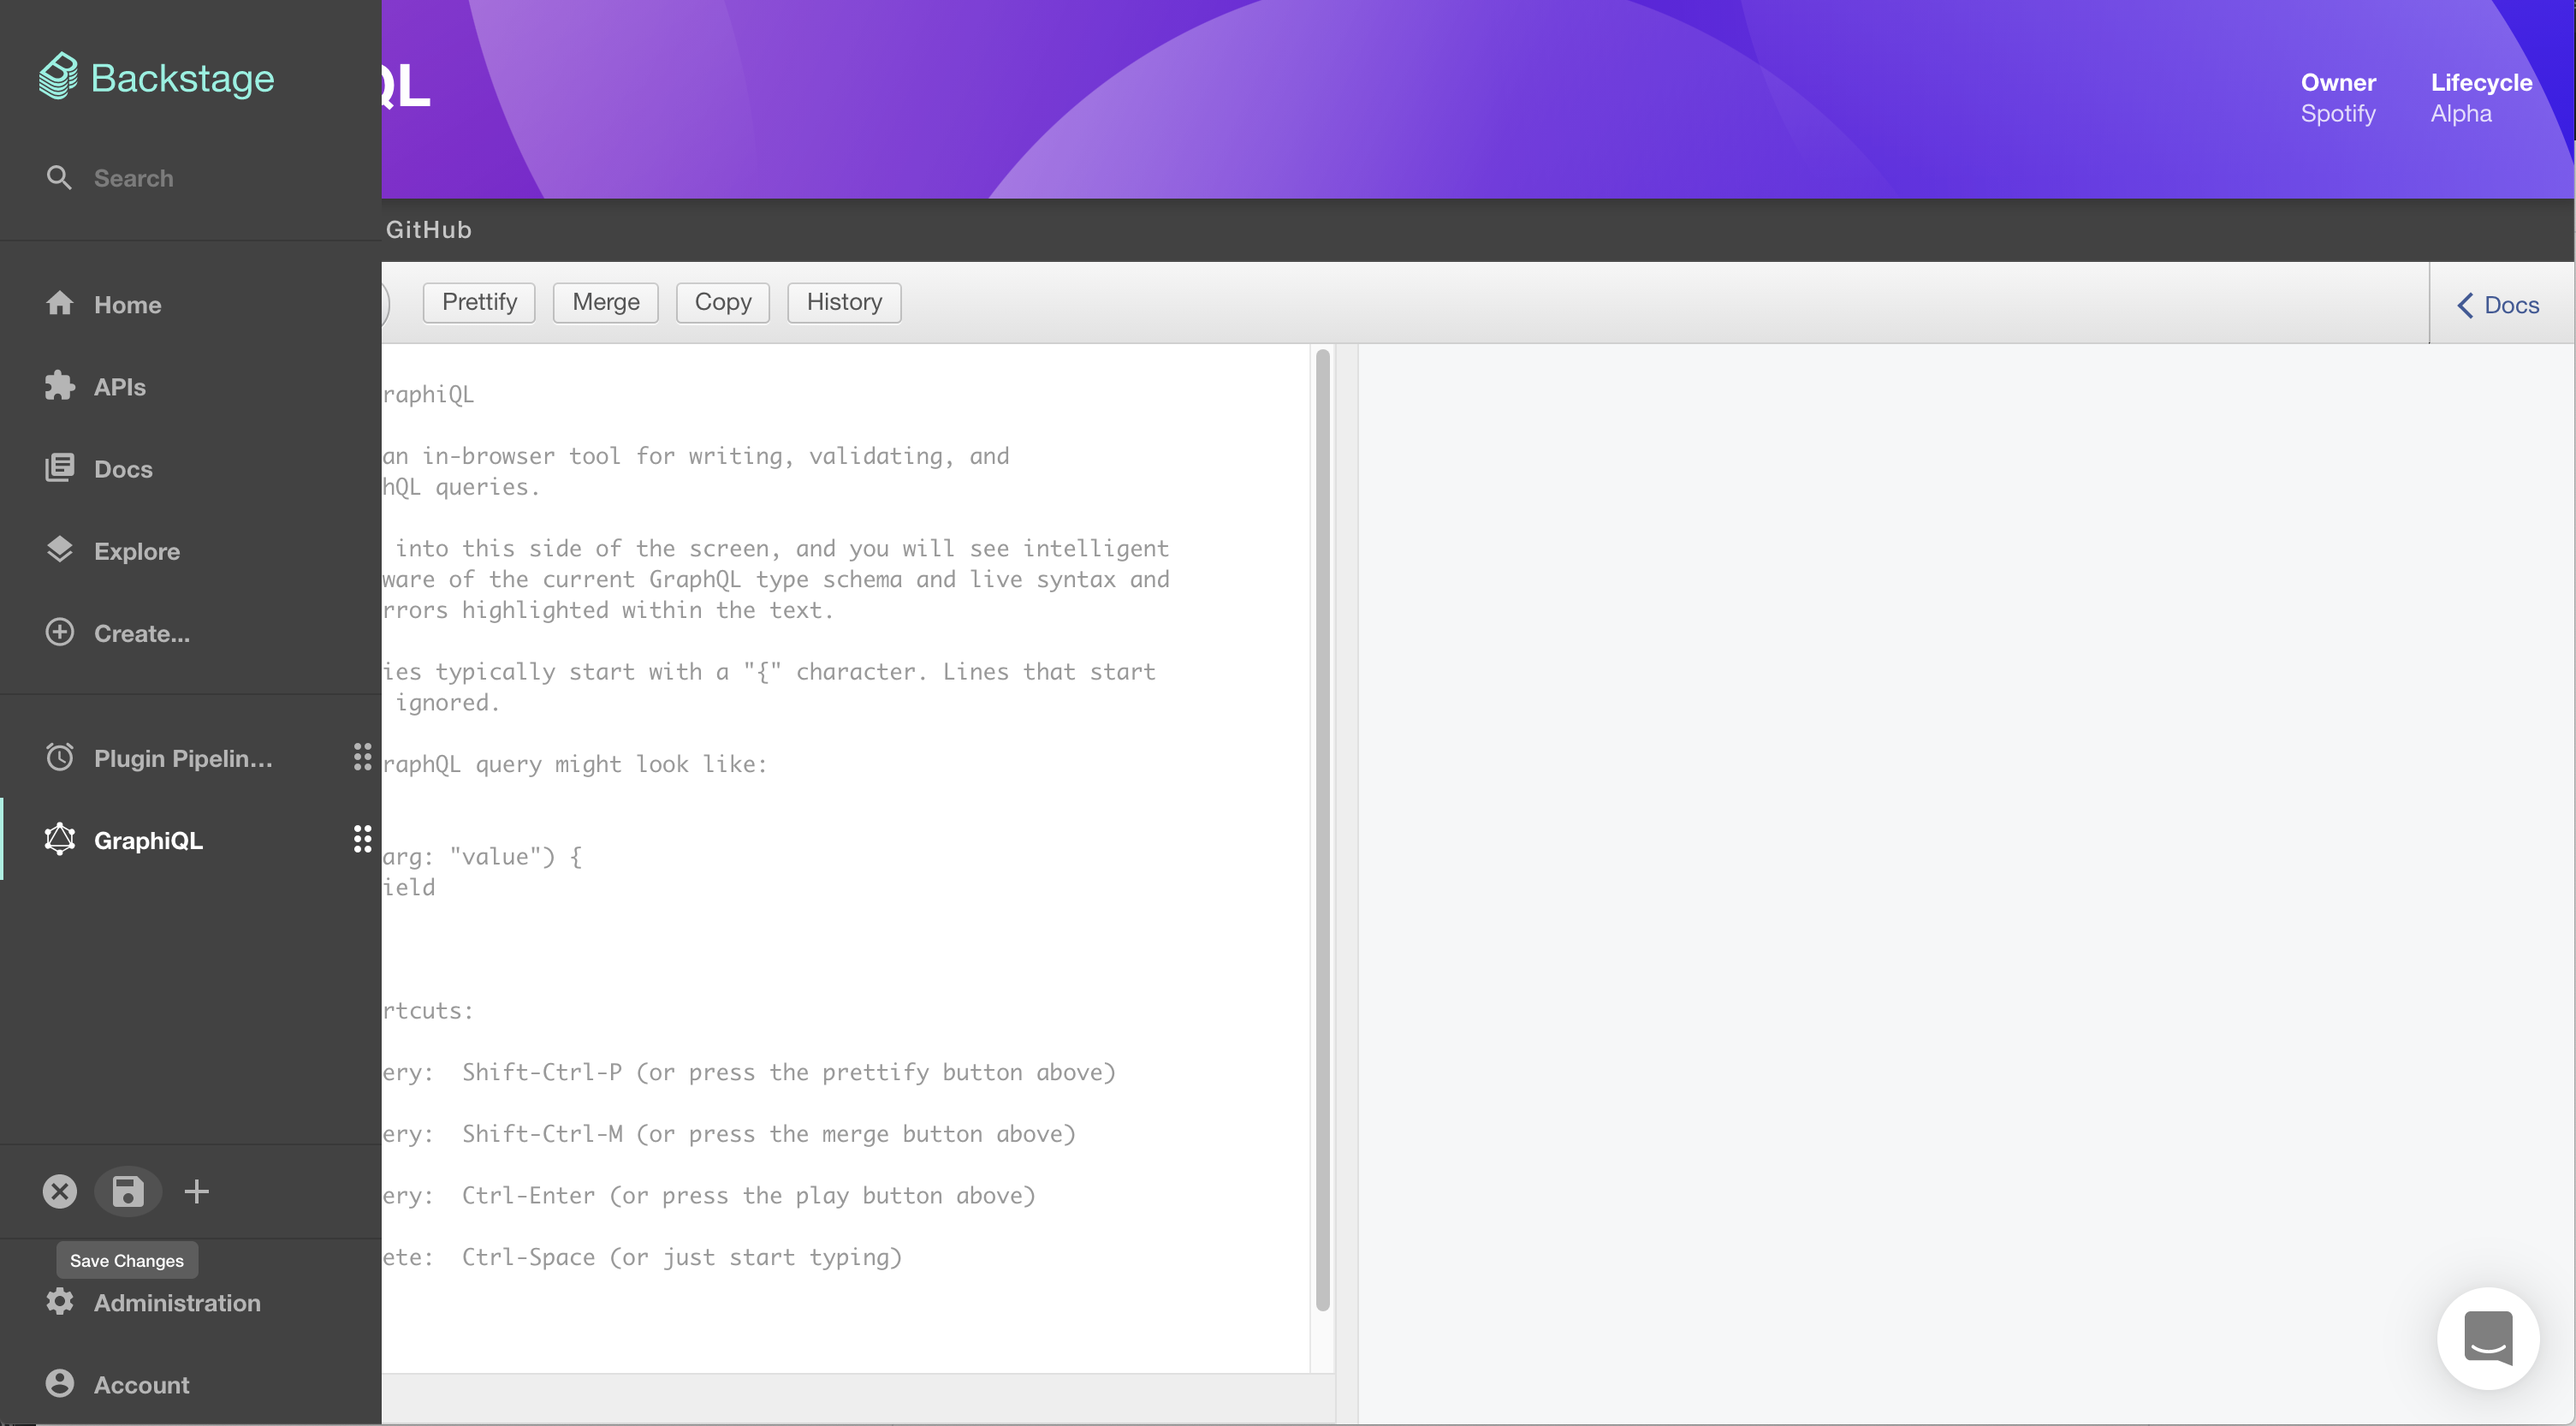 Backstage
Search
Home
APIs
Docs
Explore
Create...
Plugin Pipelin...
GraphiQL
Save Changes
Administration
Account
QL
Owner
Spotify
Lifecycle
Alpha
GitHub
Prettify
Merge
Copy
History
Docs
raphiQL
an in-browser tool for writing, validating, and
hQL queries.
into this side of the screen, and you will see intelligent
ware of the current GraphQL type schema and live syntax and
rrors highlighted within the text.
ies typically start with a "{" character. Lines that start
ignored.
raphQL query might look like:
arg: "value") {
ield
rtcuts:
ery:  Shift-Ctrl-P (or press the prettify button above)
ery:  Shift-Ctrl-M (or press the merge button above)
ery:  Ctrl-Enter (or press the play button above)
ete:  Ctrl-Space (or just start typing)